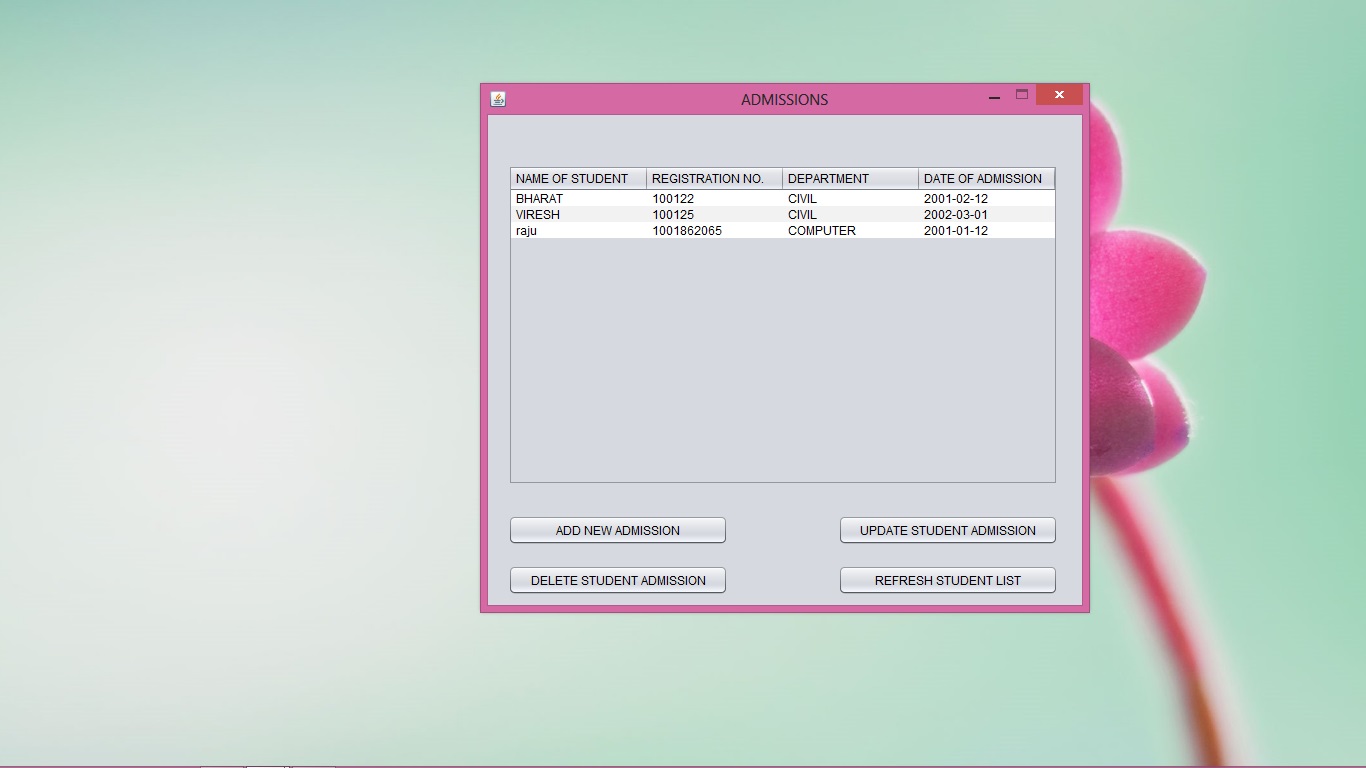 ADMISSIONS
NAME OF STUDENT REGISTRATION NO. DEPARTMENT DATE OF ADMISSION
BHARAT 100122 CIVIL 2001-02-12
VIRESH 100125 CIVIL 2002-03-01
raju 1001862065 COMPUTER 2001-01-12
ADD NEW ADMISSION UPDATE STUDENT ADMISSION
DELETE STUDENT ADMISSION REFRESH STUDENT LIST